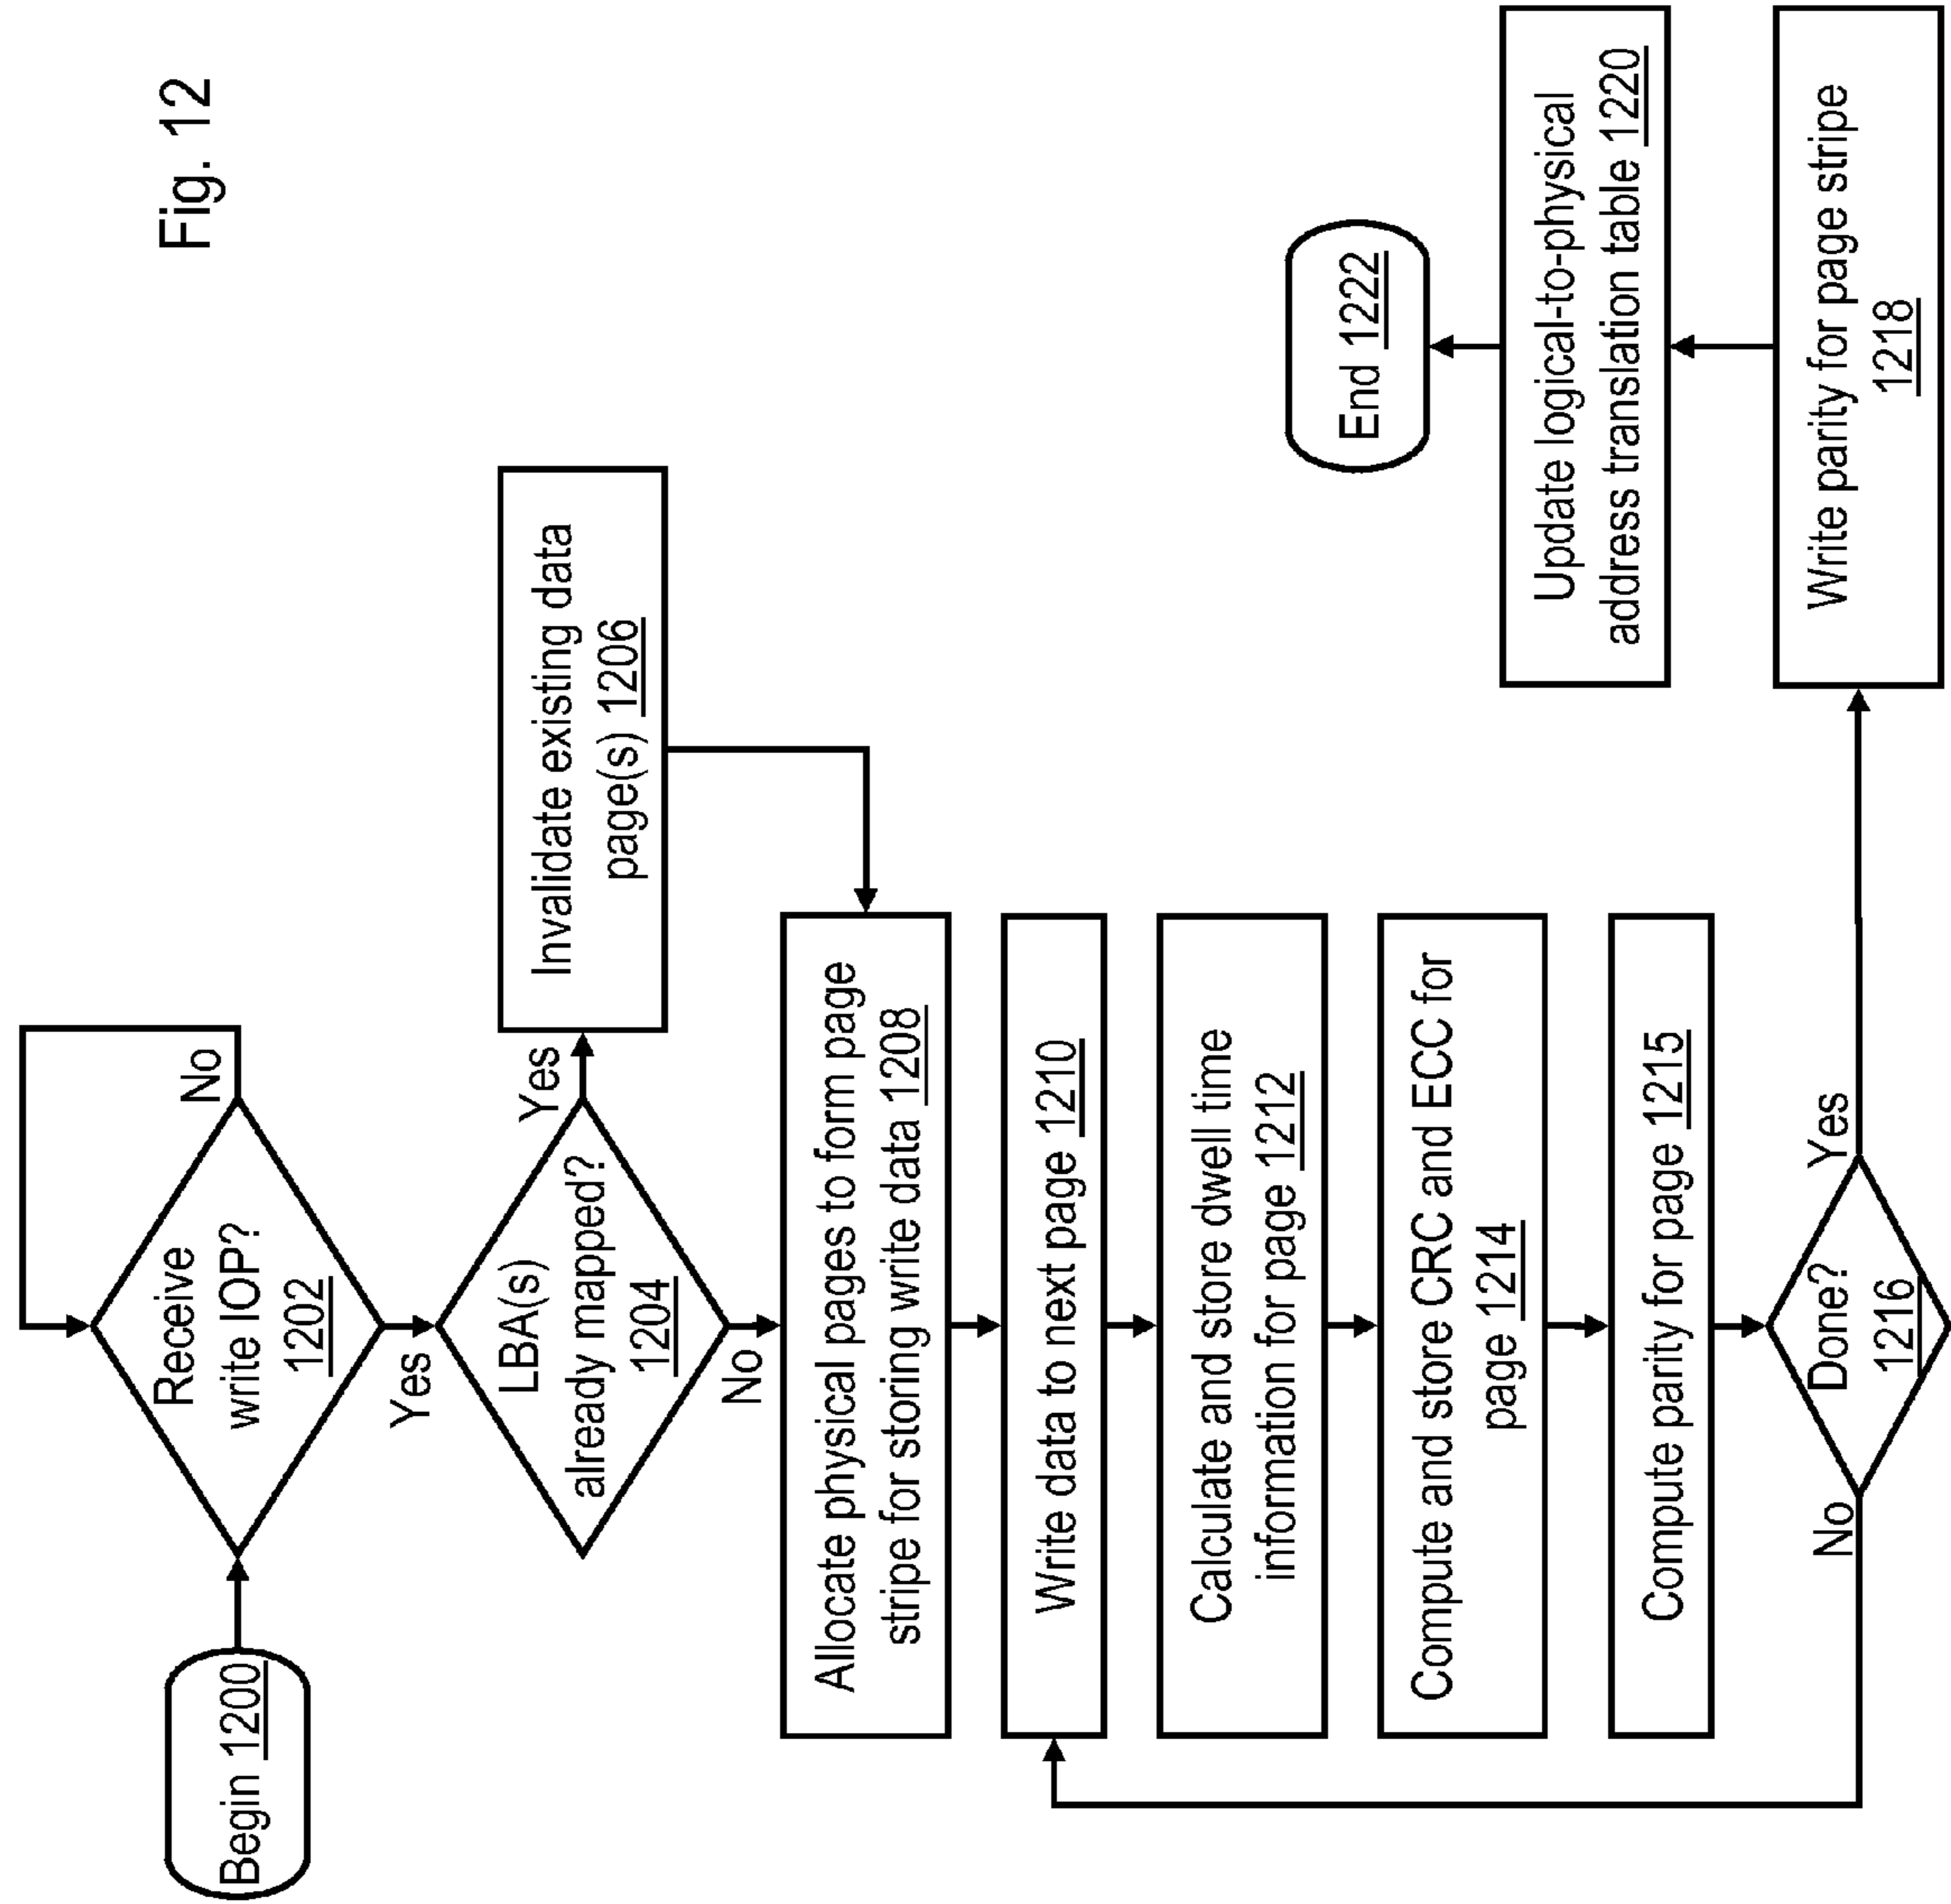 Fig. 12
Begin 1200
Receive
write IOP?
1202
No
Yes
LBA(s)
already mapped?
1204
Yes
No
Invalidate existing data
page(s) 1206
Allocate physical pages to form page
stripe for storing write data 1208
Write data to next page 1210
Calculate and store dwell time
information for page 1212
Compute and store CRC and ECC for
page 1214
Compute parity for page 1215
Done?
1216
No
Yes
Write parity for page stripe
1218
Update logical-to-physical
address translation table 1220
End 1222